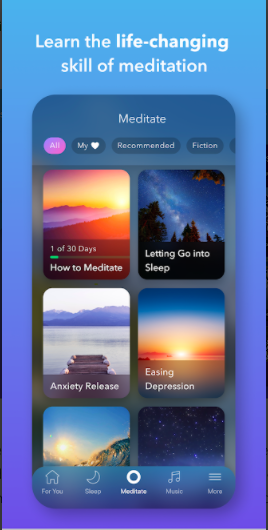 Learn the life-changing
skill of meditation
Meditate
All
My
Recommended
Fiction
1 of 30 Days
How to Meditate
Letting Go into
Sleep
Anxiety Release
Easing
Depression
For You
Sleep
Meditate
Music
More